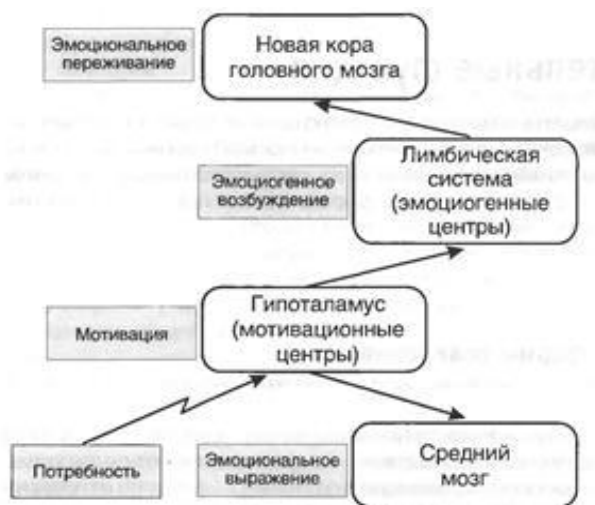 Эмоциональное
переживание
Новая кора
головного мозга
Эмоциогенное
возбуждение
Лимбическая
система
(эмоциогенные
центры)
Мотивация
Гипоталамус
(мотивационные
центры)
Потребность
Эмоциональное
выражение
Средний
мозг